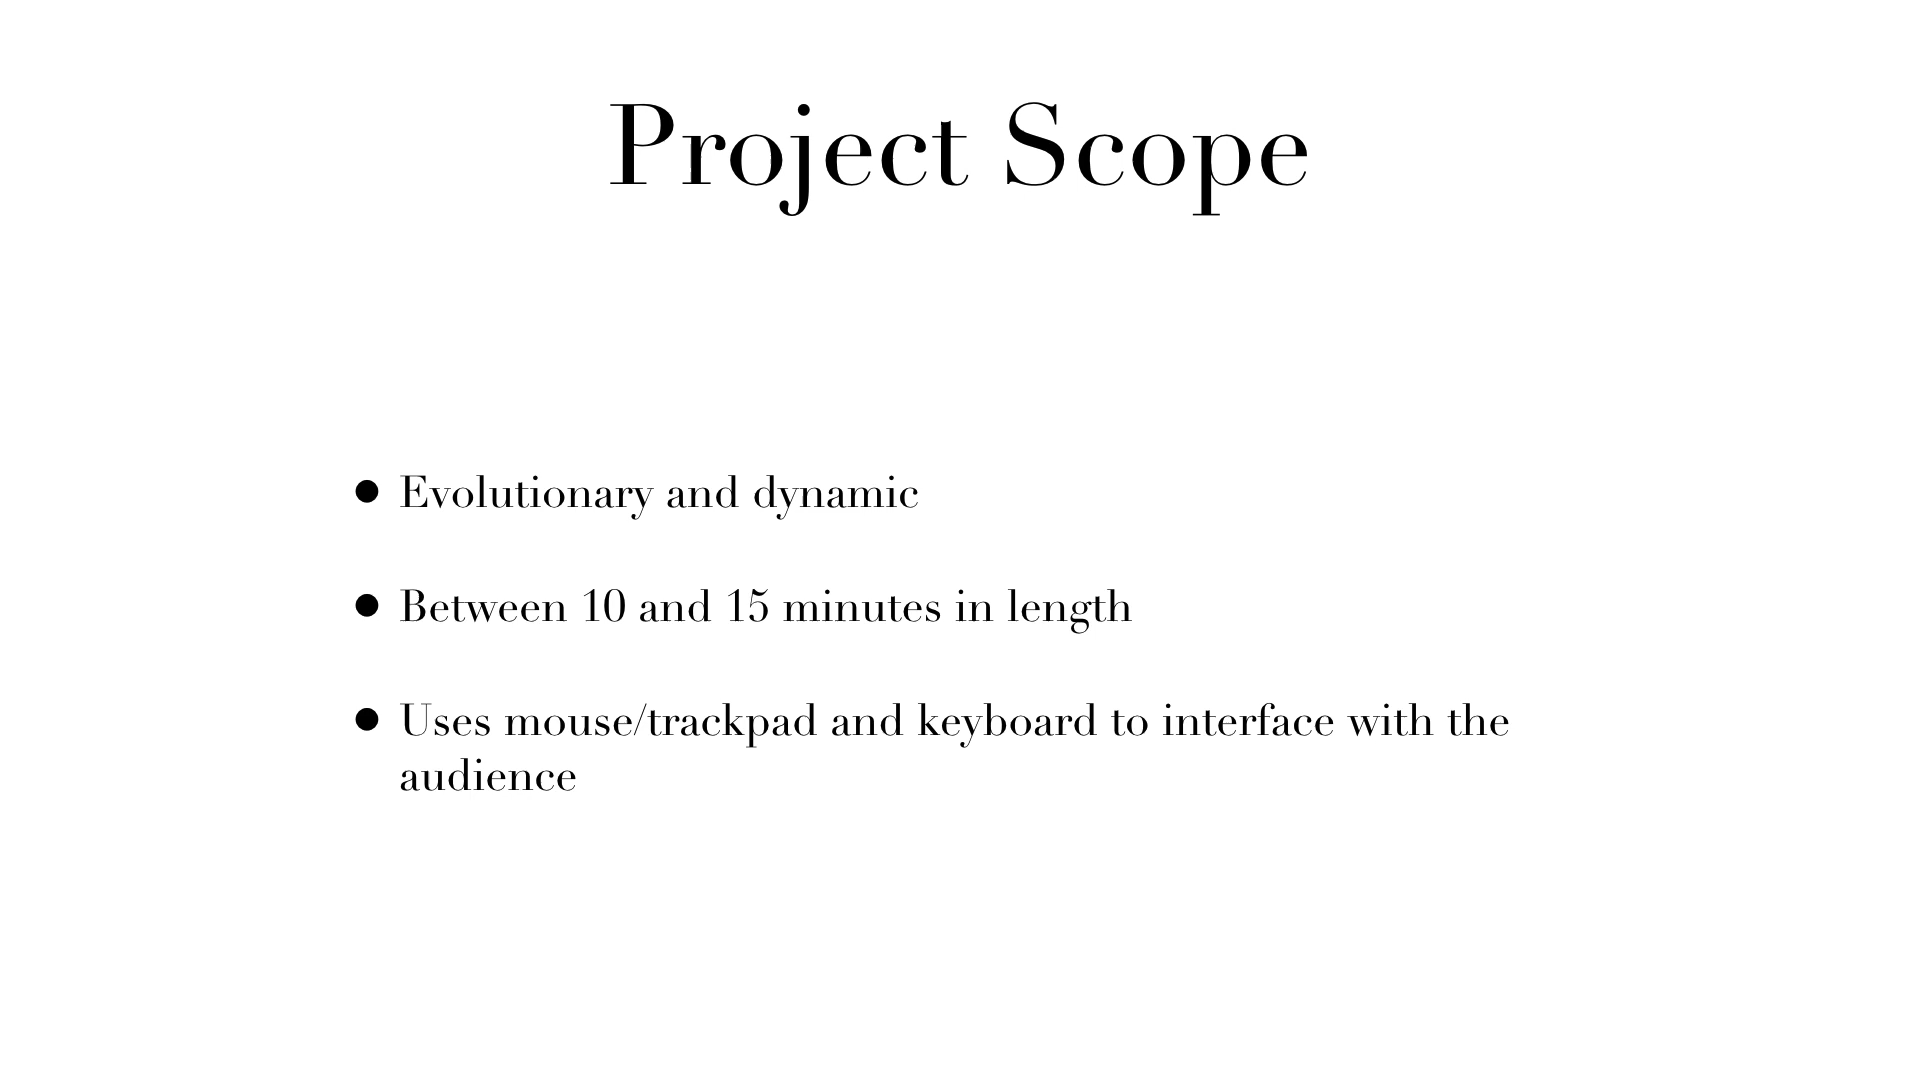 Project Scope
• Evolutionary and dynamic
• Between 10 and 15 minutes in length
• Uses mouse/trackpad and keyboard to interface with the
audience